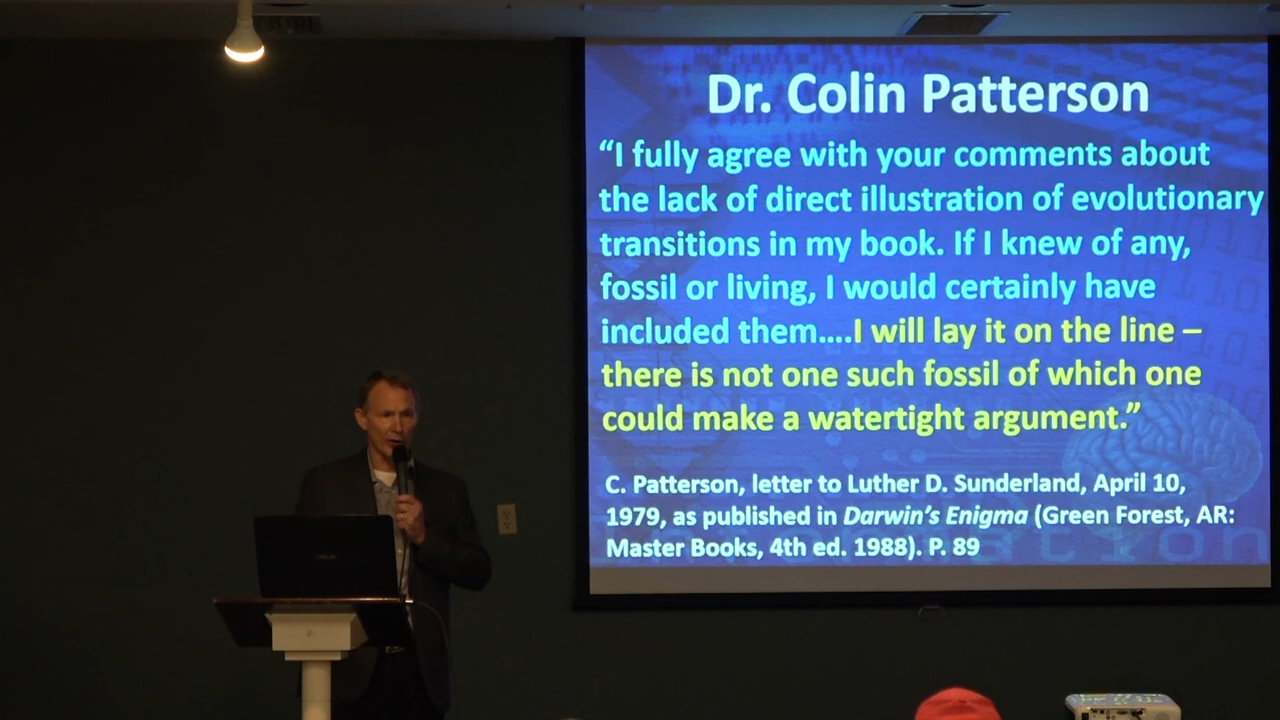 Dr. Colin Patterson
“I fully agree with your comments about
the lack of direct illustration of evolutionary
transitions in my book. If I knew of any,
fossil or living, I would certainly have
included them....I will lay it on the line –
there is not one such fossil of which one
could make a watertight argument.”
C. Patterson, letter to Luther D. Sunderland, April 10,
1979, as published in Darwin’s Enigma (Green Forest, AR:
Master Books, 4th ed. 1988). P. 89